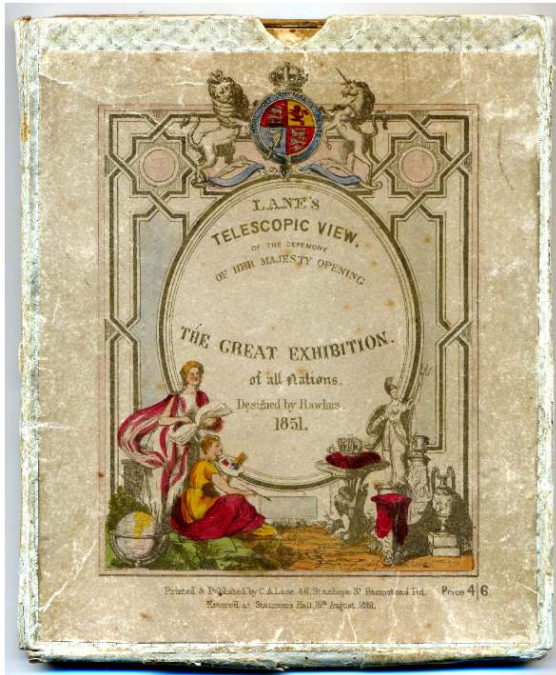 LANE'S
TELESCOPIC VIEW.
OF THE CEREMONY
OF HER MAJESTY OPENING
THE GREAT EXHIBITION.
of all Nations.
Designed by Rawlins.
1851.
Printed & Published by C.A.Lane. Stanhope St Hampstead Rd. Price 4/6
Entered at Stationers Hall, 15th August 1851.